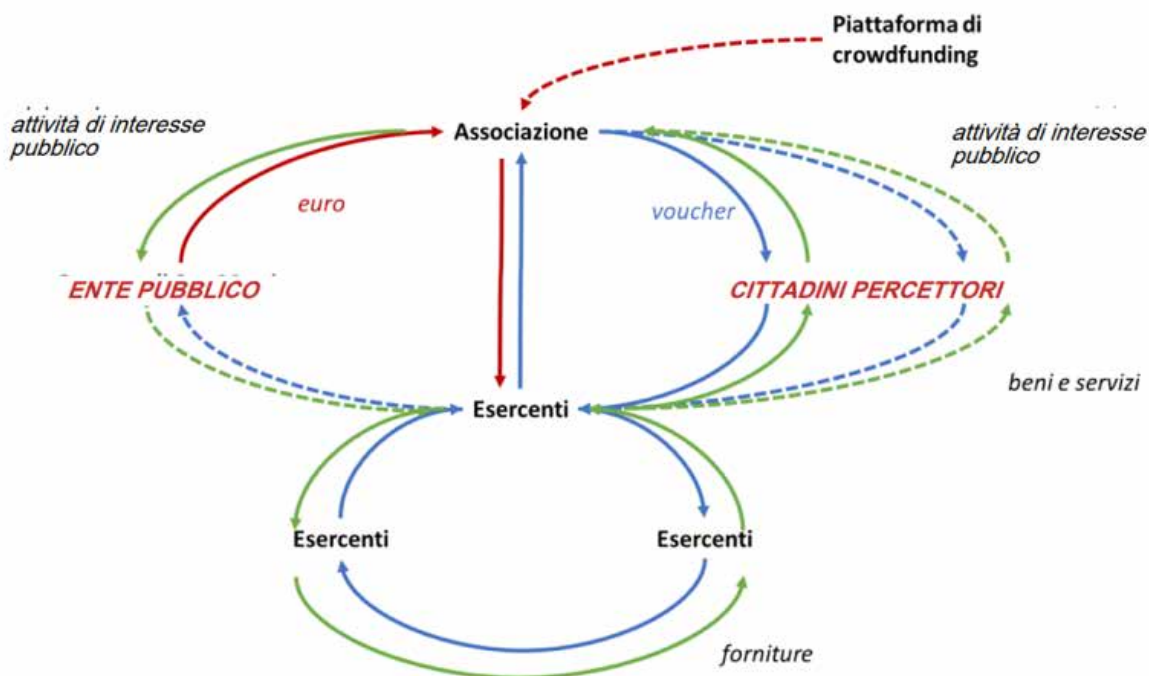 Piattaforma di
crowdfunding
attività di interesse
pubblico
Associazione
attività di interesse
pubblico
euro
voucher
ENTE PUBBLICO
CITTADINI PERCETTORI
beni e servizi
Esercenti
Esercenti
Esercenti
forniture